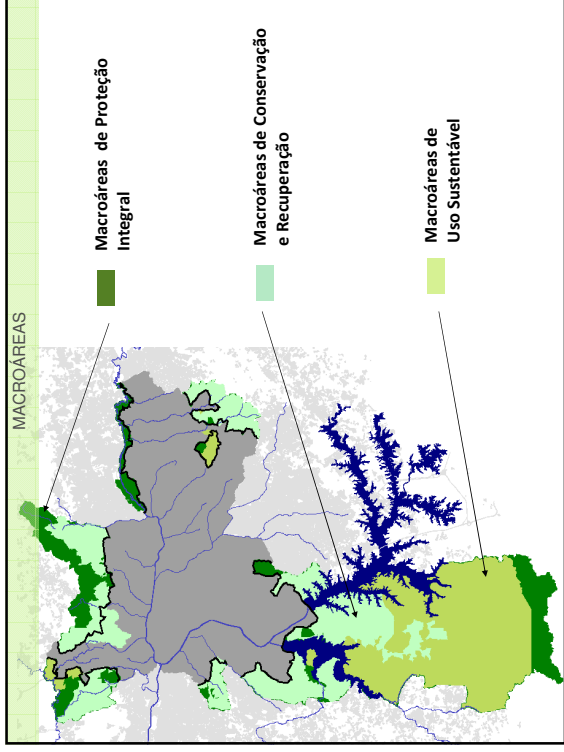 MACROÁREAS
Macroáreas de Proteção
Integral
Macroáreas de Conservação
e Recuperação
Macroáreas de
Uso Sustentável